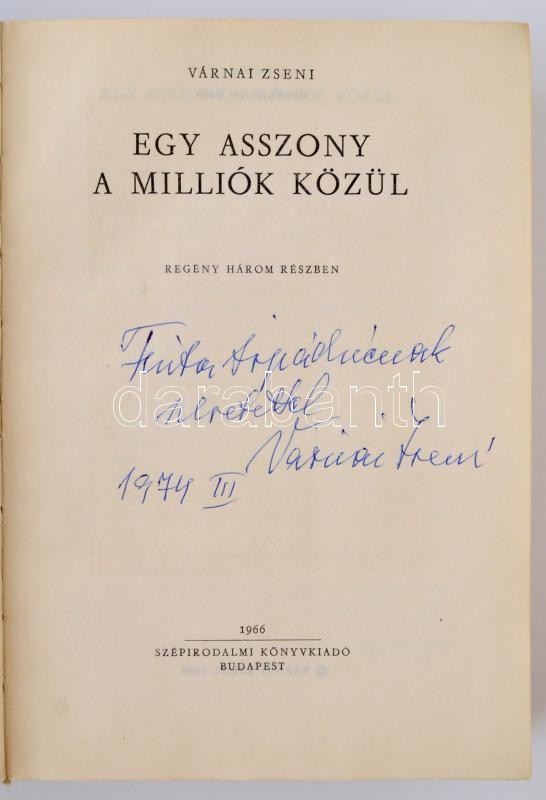 VÁRNAI ZSENI
EGY ASSZONY
A MILLIÓK KÖZÜL
REGÉNY HÁROM RÉSZBEN
Árpádnénak
szeretettel
darabanth
Várnai Zseni
1974 III
1966
SZÉPIRODALMI KÖNYVKIADÓ
BUDAPEST